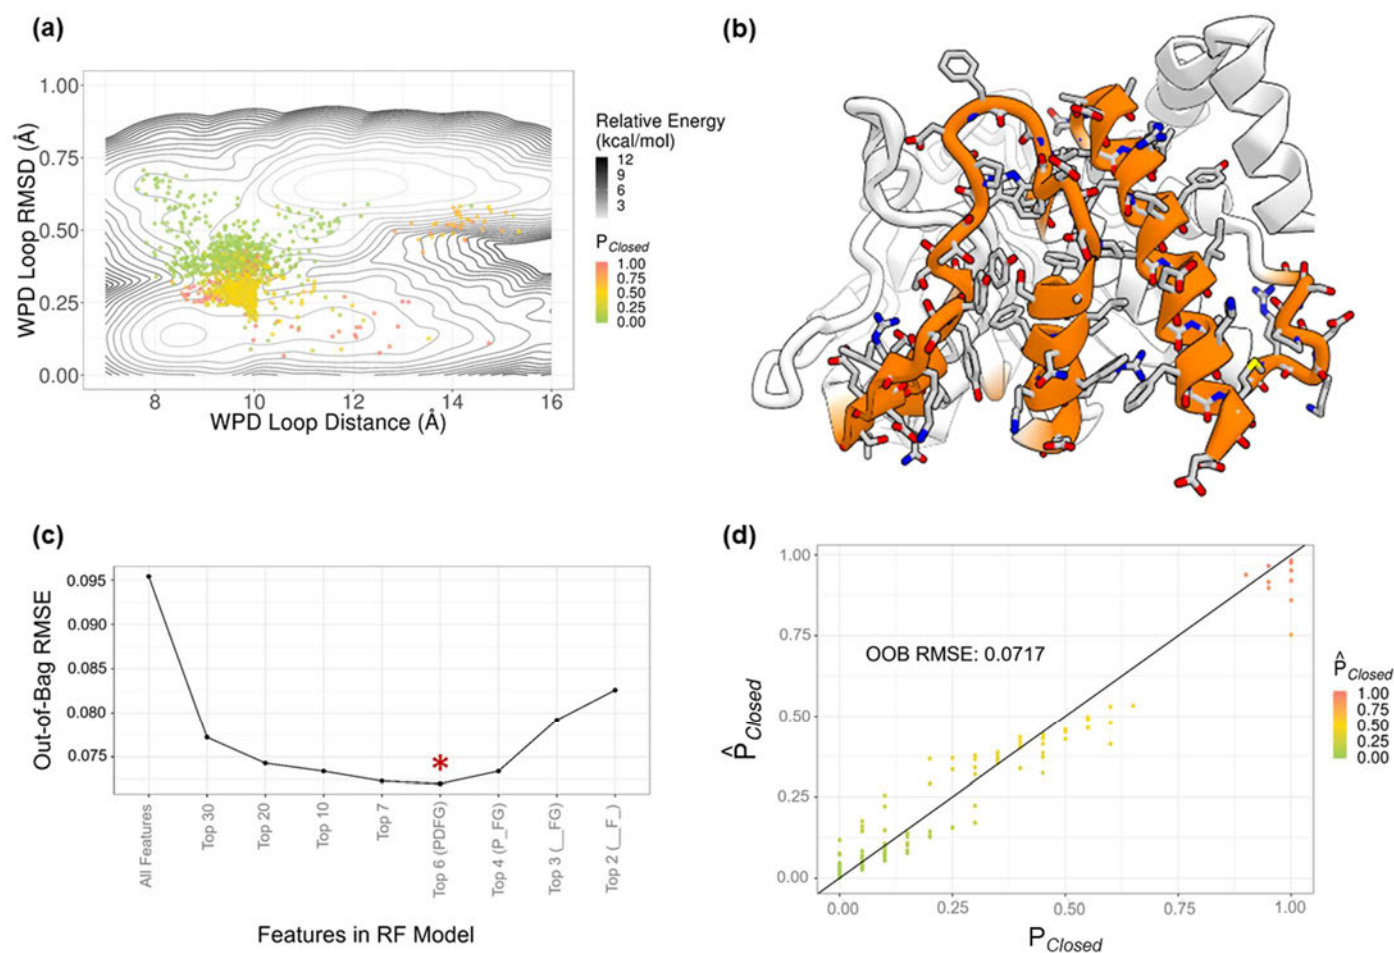 (a)
1.00
0.75
0.50
0.25
0.00
WPD Loop RMSD (Å)
8
10
12
14
16
WPD Loop Distance (Å)
Relative Energy
(kcal/mol)
12
9
6
3
P Closed
1.00
0.75
0.50
0.25
0.00
(b)
(c)
0.095
0.090
0.085
0.080
0.075
Out-of-Bag RMSE
*
All Features
Top 30
Top 20
Top 10
Top 7
Top 6 (PDFG)
Top 4 (P_FG)
Top 3 (__FG)
Top 2 (__F_)
Features in RF Model
(d)
1.00
0.75
0.50
0.25
0.00
P̂ Closed
OOB RMSE: 0.0717
0.00
0.25
0.50
0.75
1.00
P Closed
P̂ Closed
1.00
0.75
0.50
0.25
0.00